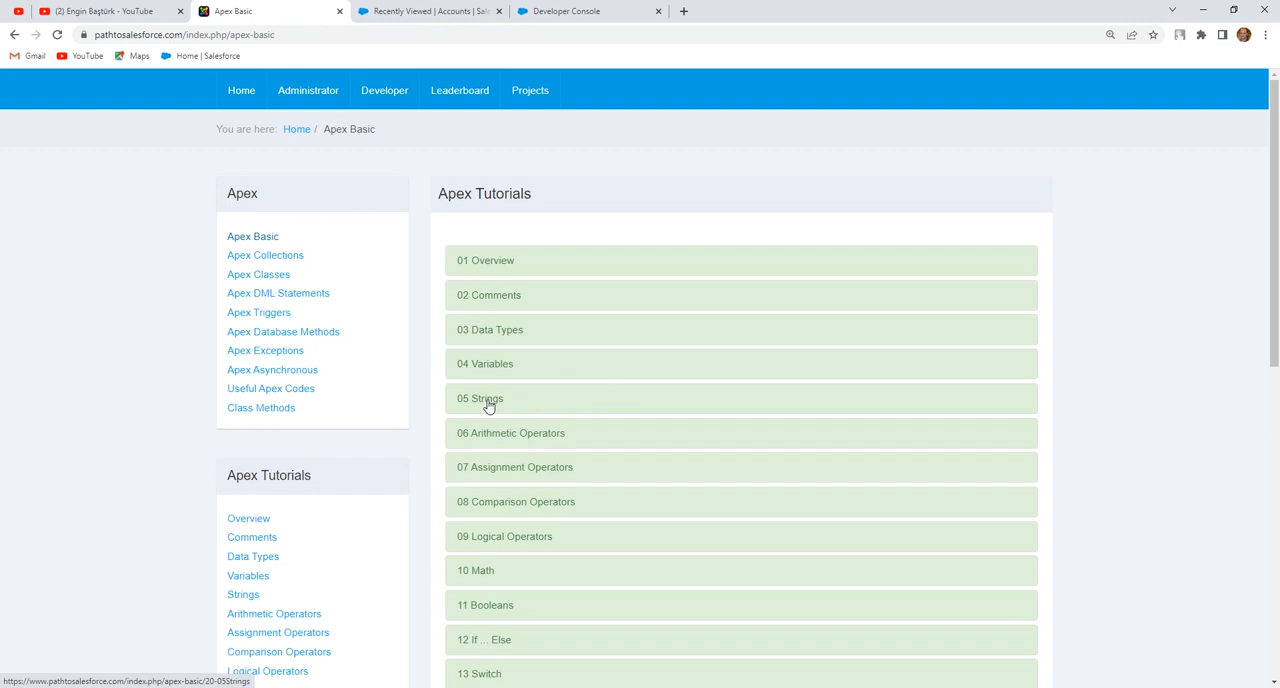 (2) Engin Baştürk - YouTube
Apex Basic
Recently Viewed | Accounts | Sale
Developer Console
pathtosalesforce.com/index.php/apex-basic
Gmail
YouTube
Maps
Home | Salesforce
Home
Administrator
Developer
Leaderboard
Projects
You are here: Home / Apex Basic
Apex
Apex Basic
Apex Collections
Apex Classes
Apex DML Statements
Apex Triggers
Apex Database Methods
Apex Exceptions
Apex Asynchronous
Useful Apex Codes
Class Methods
Apex Tutorials
Overview
Comments
Data Types
Variables
Strings
Arithmetic Operators
Assignment Operators
Comparison Operators
Logical Operators
Apex Tutorials
01 Overview
02 Comments
03 Data Types
04 Variables
05 Strings
06 Arithmetic Operators
07 Assignment Operators
08 Comparison Operators
09 Logical Operators
10 Math
11 Booleans
12 If ... Else
13 Switch
https://www.pathtosalesforce.com/index.php/apex-basic/20-05Strings